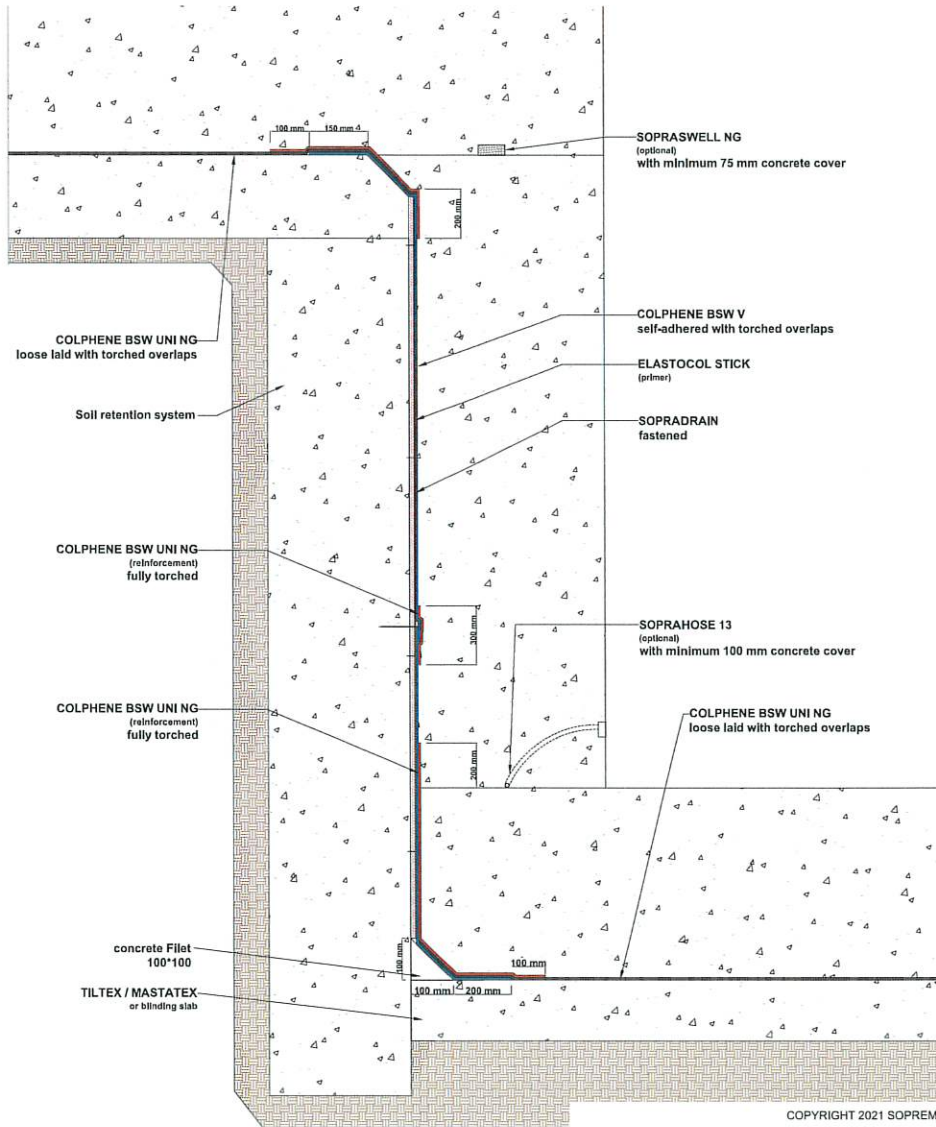 100 mm 150 mm
SOPRASWELL NG
(optional)
with minimum 75 mm concrete cover
200 mm
COLPHENE BSW UNI NG
loose laid with torched overlaps
COLPHENE BSW V
self-adhered with torched overlaps
ELASTOCOL STICK
(primer)
Soil retention system
SOPRADRAIN
fastened
COLPHENE BSW UNI NG
(reinforcement)
fully torched
300 mm
SOPRAHOSE 13
(optional)
with minimum 100 mm concrete cover
COLPHENE BSW UNI NG
(reinforcement)
fully torched
COLPHENE BSW UNI NG
loose laid with torched overlaps
200 mm
concrete Filet
100*100
100 mm
100 mm
100 mm 200 mm
TILTEX / MASTATEX
or blinding slab
COPYRIGHT 2021 SOPREM